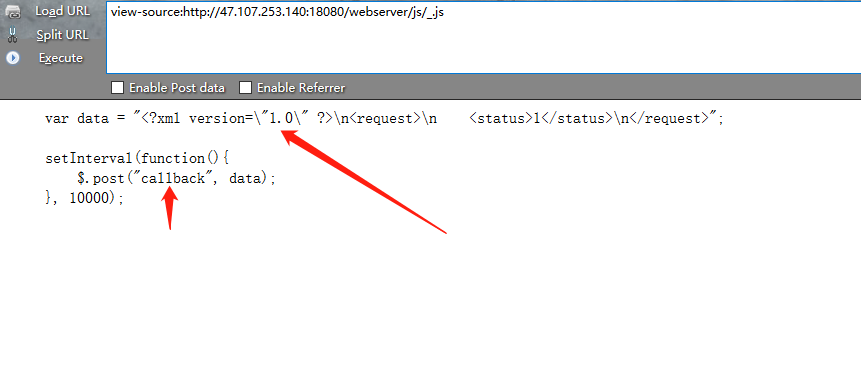 Load URL
view-source:http://47.107.253.140:18080/webserver/js/_.js
Split URL
Execute
Enable Post data Enable Referrer
var data = "<?xml version=\"1.0\" ?>\n<request>\n    <status>1</status>\n</request>";
setInterval(function(){
    $.post("callback", data);
}, 10000);